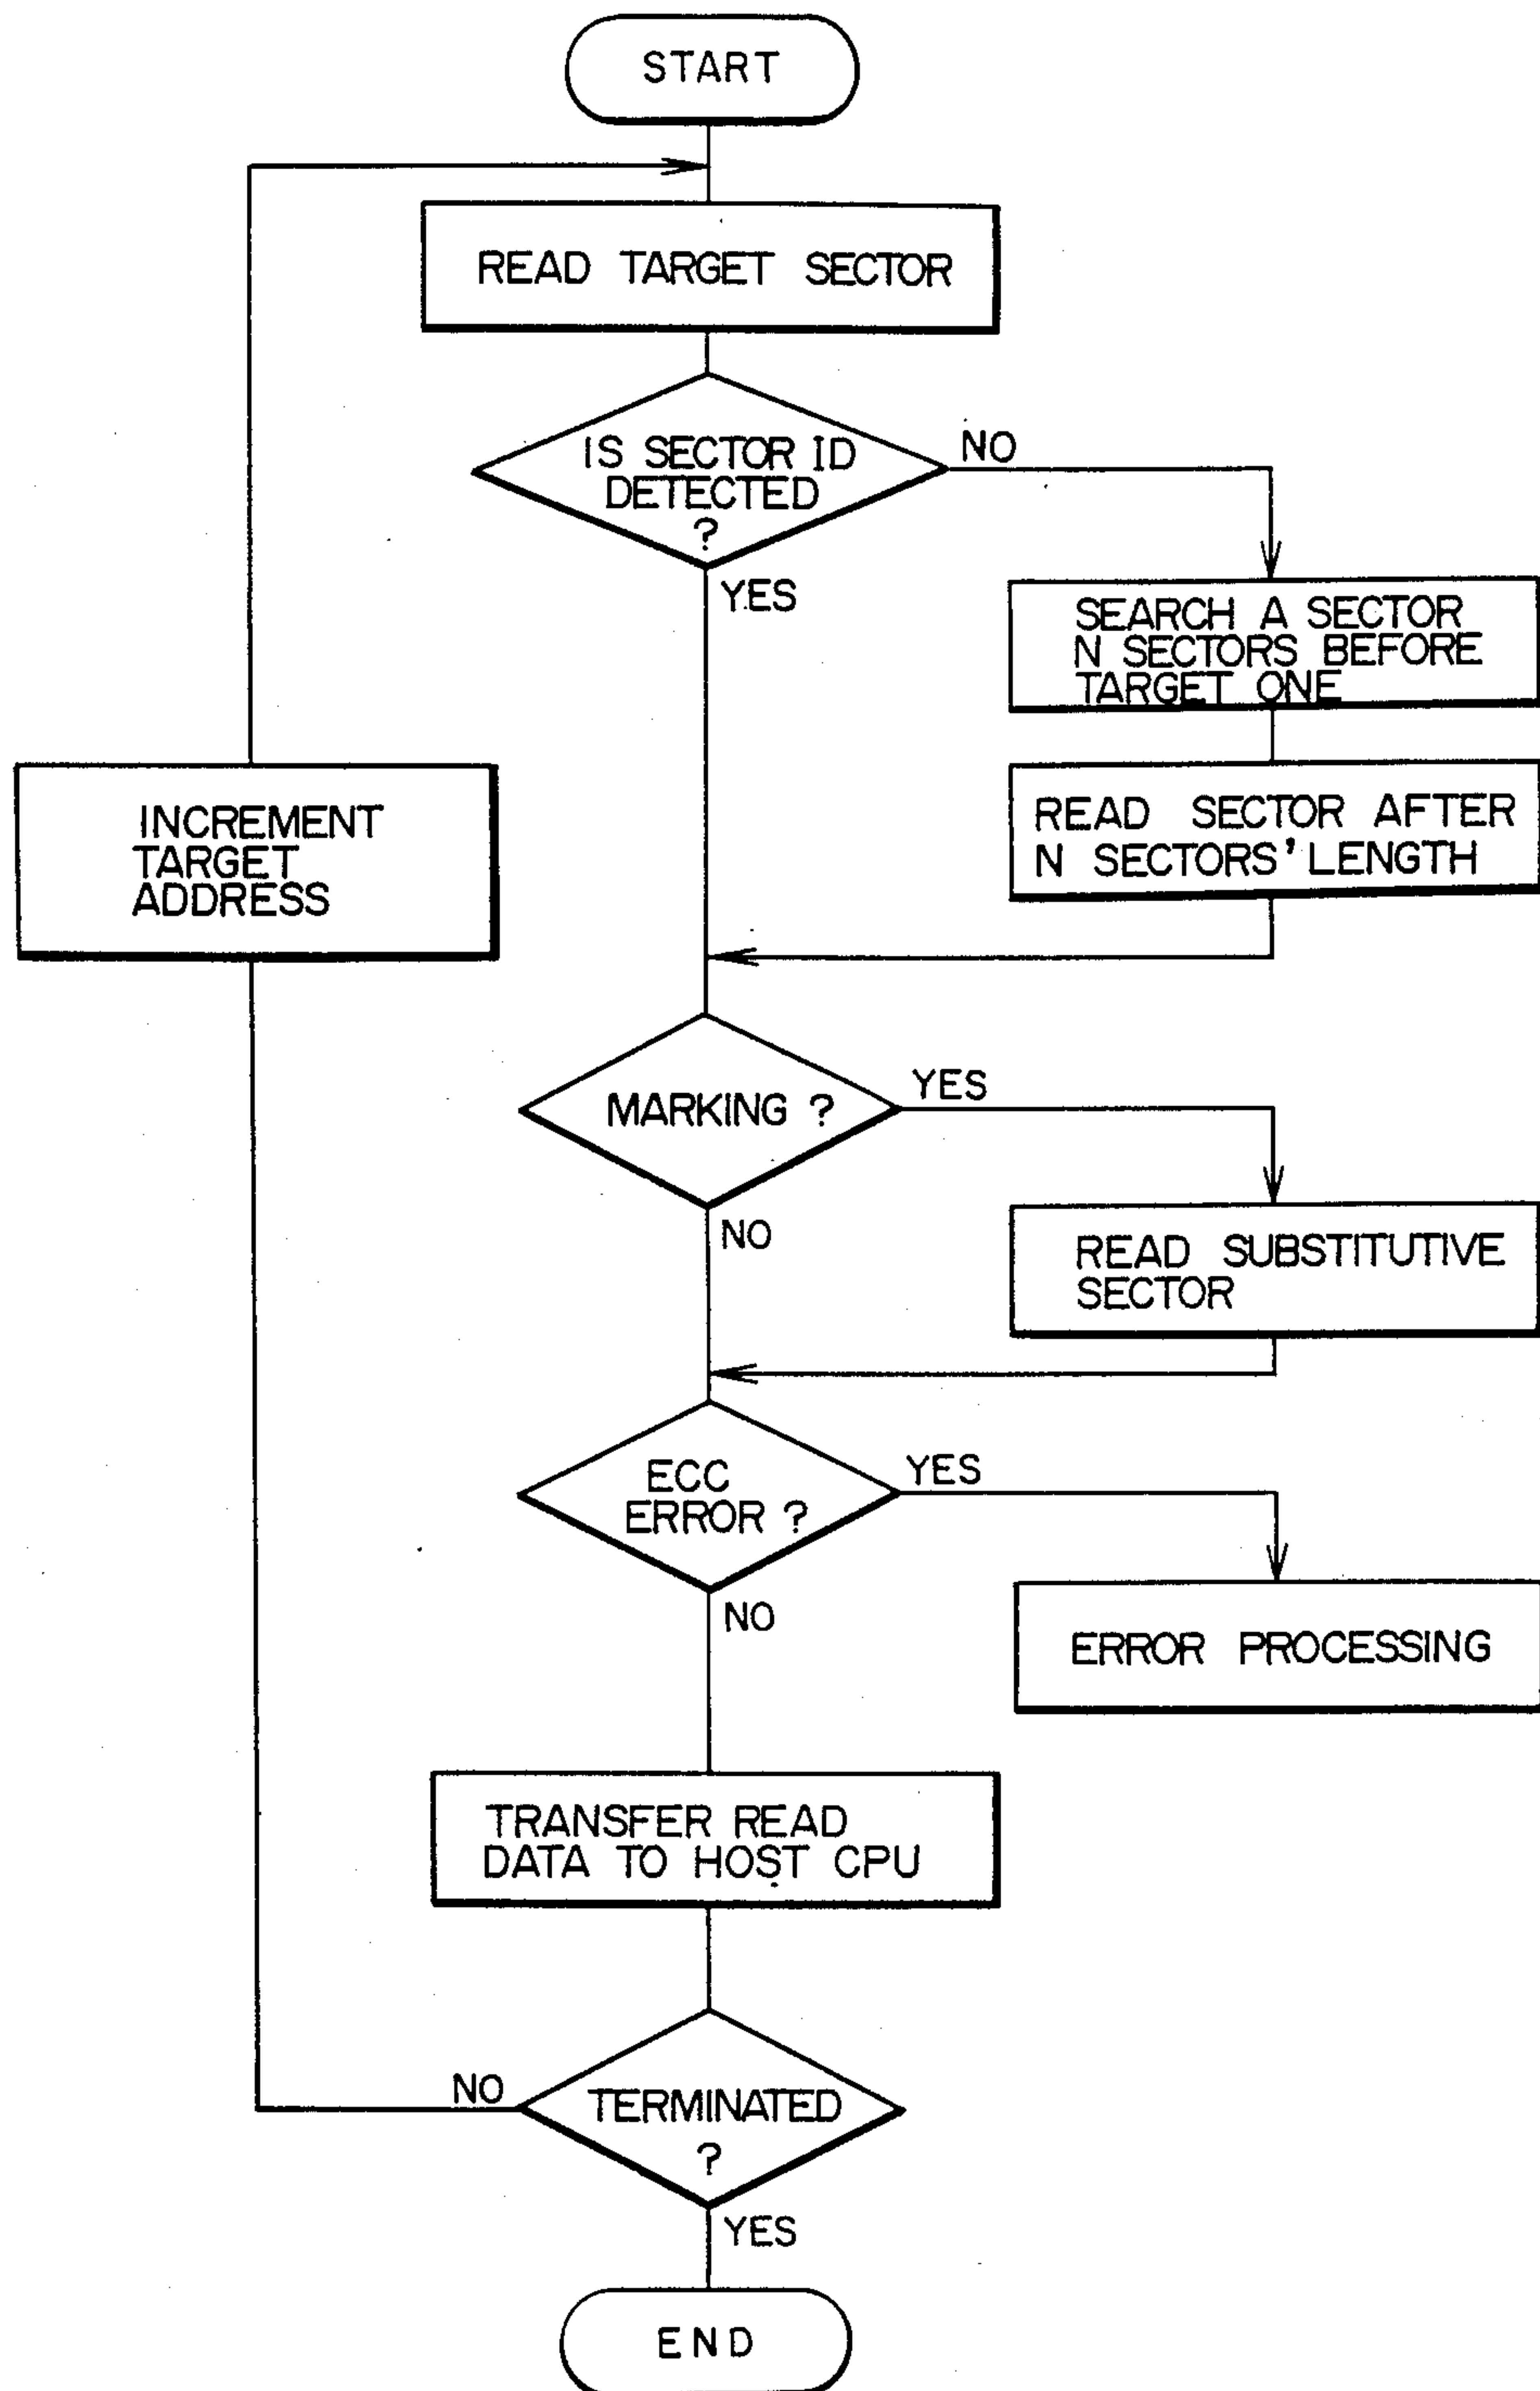 START
READ TARGET SECTOR
IS SECTOR ID
DETECTED
?
NO
YES
SEARCH A SECTOR
N SECTORS BEFORE
TARGET ONE
READ SECTOR AFTER
N SECTORS' LENGTH
INCREMENT
TARGET
ADDRESS
MARKING ?
YES
NO
READ SUBSTITUTIVE
SECTOR
ECC
ERROR ?
YES
NO
ERROR PROCESSING
TRANSFER READ
DATA TO HOST CPU
NO
TERMINATED
?
YES
END